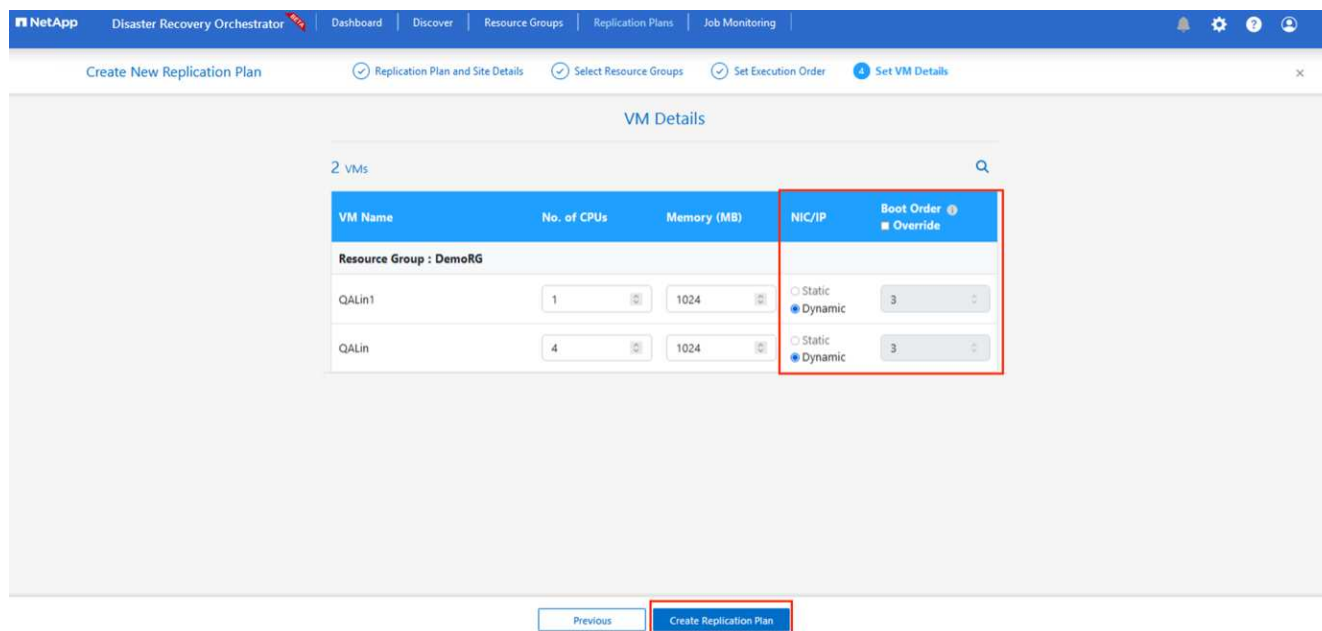 NetApp Disaster Recovery Orchestrator BETA Dashboard Discover Resource Groups Replication Plans Job Monitoring ?
Create New Replication Plan Replication Plan and Site Details Select Resource Groups Set Execution Order 4 Set VM Details
VM Details
2 VMs
VM Name No. of CPUs Memory (MB) NIC/IP Boot Order i
Override
Resource Group : DemoRG
QALin1 1 1024 Static 3
Dynamic
QALin 4 1024 Static 3
Dynamic
Previous Create Replication Plan